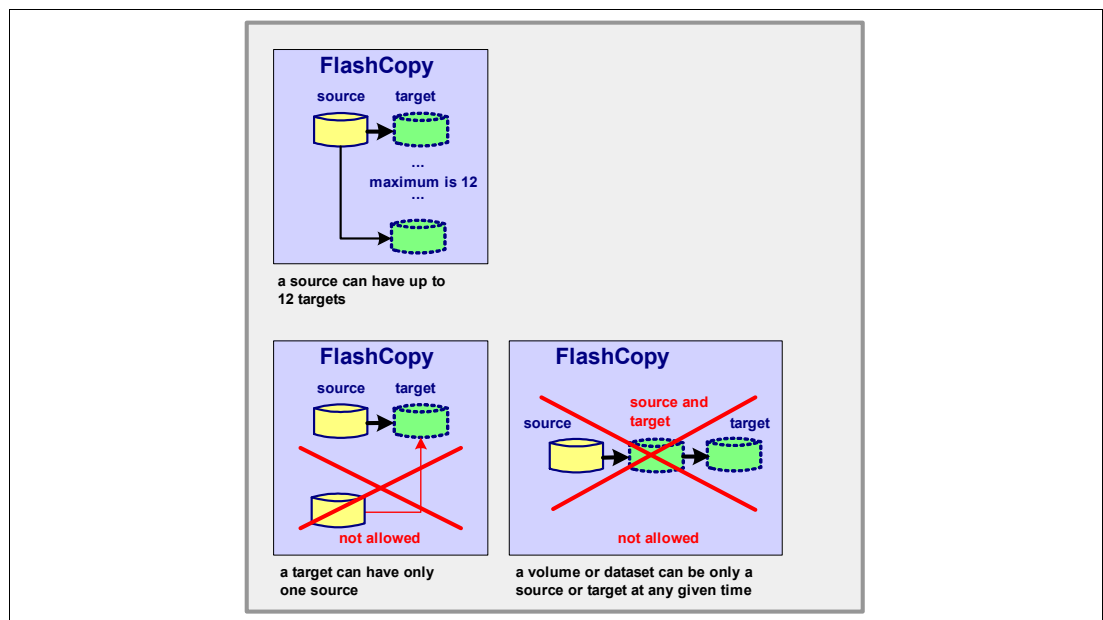 FlashCopy
source target
...
maximum is 12
...
a source can have up to
12 targets
FlashCopy
source target
not allowed
a target can have only
one source
FlashCopy
source and
target
source
target
not allowed
a volume or dataset can be only a
source or target at any given time